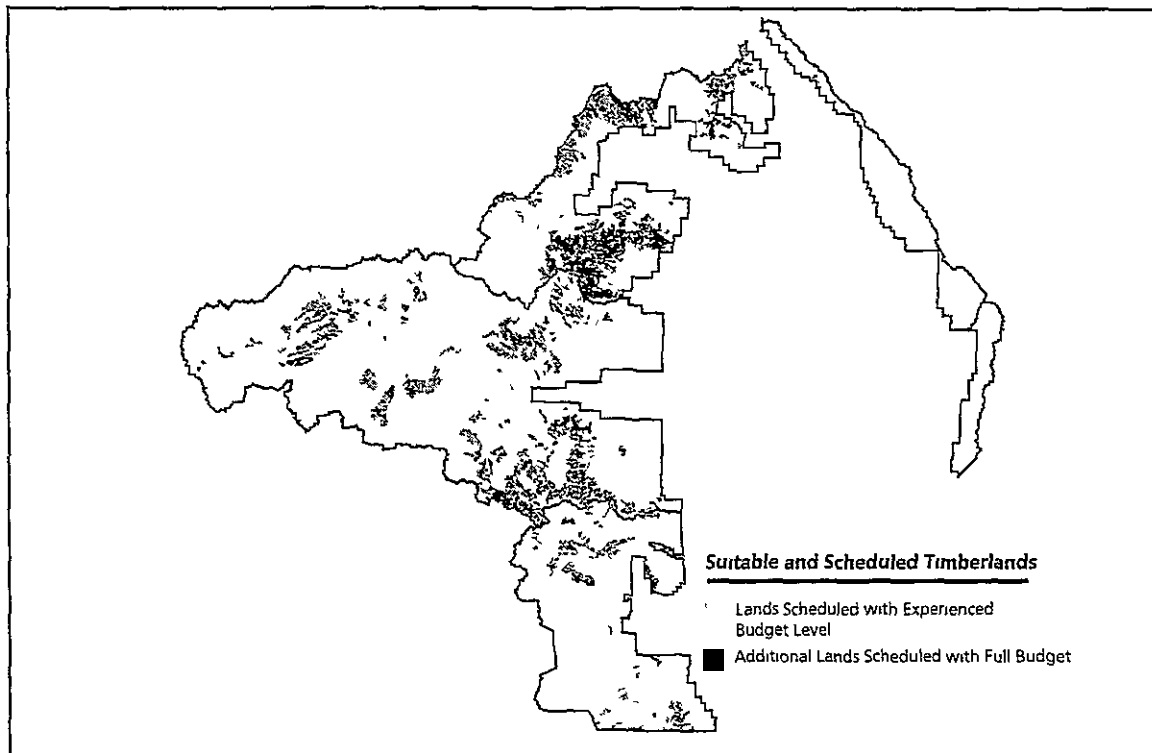 Suitable and Scheduled Timberlands
Lands Scheduled with Experienced
Budget Level
Additional Lands Scheduled with Full Budget